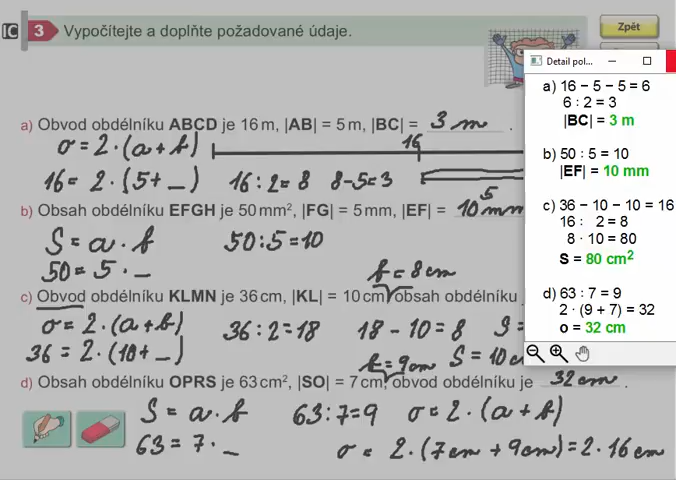 3 Vypočítejte a doplňte požadované údaje.
Zpět
Detail pol...
a) Obvod obdélníku ABCD je 16 m, |AB| = 5 m, |BC| = 3 m .
o = 2 · (a + b)
16
16 = 2 · (5 + _) 16 : 2 = 8 8 - 5 = 3
5
b) Obsah obdélníku EFGH je 50 mm², |FG| = 5 mm, |EF| = 10 mm
S = a · b 50 : 5 = 10
50 = 5 · _
b = 8 cm
c) Obvod obdélníku KLMN je 36 cm, |KL| = 10 cm, obsah obdélníku
o = 2 · (a + b) 36 : 2 = 18 18 - 10 = 8 S =
36 = 2 · (10 + _) S = 10 c
b = 9 cm
d) Obsah obdélníku OPRS je 63 cm², |SO| = 7 cm, obvod obdélníku je 32 cm .
S = a · b 63 : 7 = 9 o = 2 · (a + b)
63 = 7 · _ o = 2 · (7 cm + 9 cm) = 2 · 16 cm
a) 16 − 5 − 5 = 6
6 : 2 = 3
|BC| = 3 m
b) 50 : 5 = 10
|EF| = 10 mm
c) 36 − 10 − 10 = 16
16 : 2 = 8
8 · 10 = 80
S = 80 cm²
d) 63 : 7 = 9
2 · (9 + 7) = 32
o = 32 cm